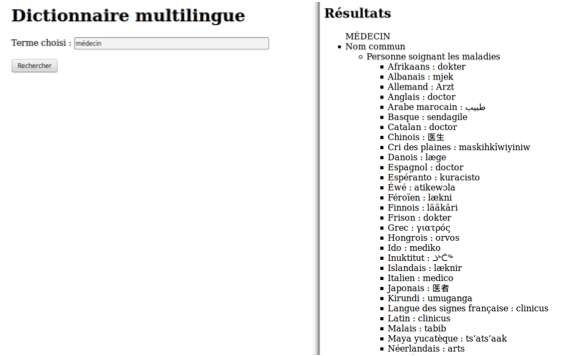 Dictionnaire multilingue
Terme choisi : médecin
Rechercher
Résultats
MÉDECIN
Nom commun
Personne soignant les maladies
Afrikaans : dokter
Albanais : mjek
Allemand : Arzt
Anglais : doctor
Arabe marocain : طبيب
Basque : sendagile
Catalan : doctor
Chinois : 医生
Cri des plaines : maskihkîwiyiniw
Danois : læge
Espagnol : doctor
Espéranto : kuracisto
Éwé : atikewɔla
Féroïen : lækni
Finnois : lääkäri
Frison : dokter
Grec : γιατρός
Hongrois : orvos
Ido : mediko
Inuktitut :
Islandais : læknir
Italien : medico
Japonais : 医者
Kirundi : umuganga
Langue des signes française : clinicus
Latin : clinicus
Malais : tabib
Maya yucatèque : ts’ats’aak
Néerlandais : arts